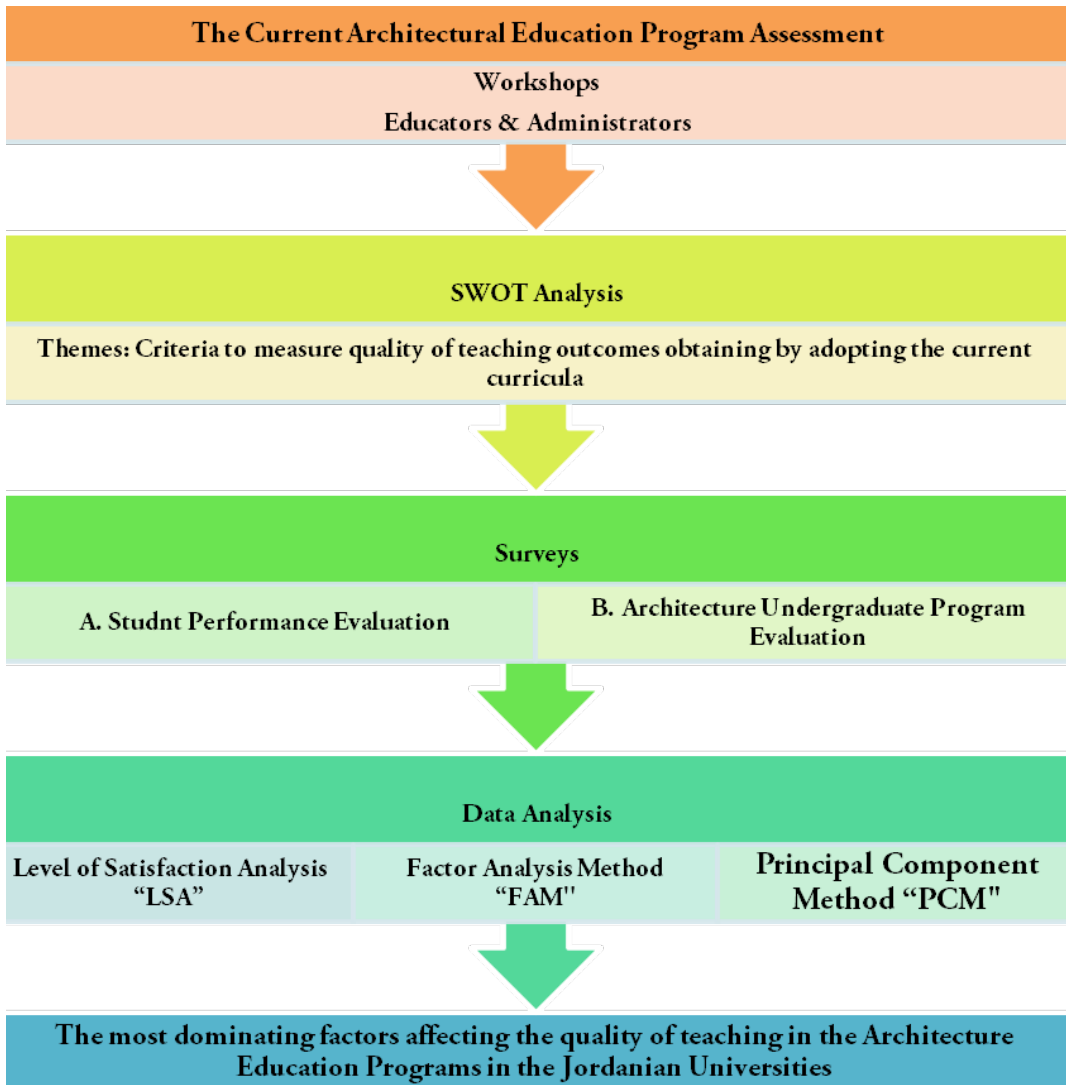 The Current Architectural Education Program Assessment
Workshops
Educators & Administrators
SWOT Analysis
Themes: Criteria to measure quality of teaching outcomes obtaining by adopting the current
curricula
Surveys
A. Studnt Performance Evaluation
B. Architecture Undergraduate Program
Evaluation
Data Analysis
Level of Satisfaction Analysis
“LSA”
Factor Analysis Method
“FAM"
Principal Component
Method “PCM"
The most dominating factors affecting the quality of teaching in the Architecture
Education Programs in the Jordanian Universities